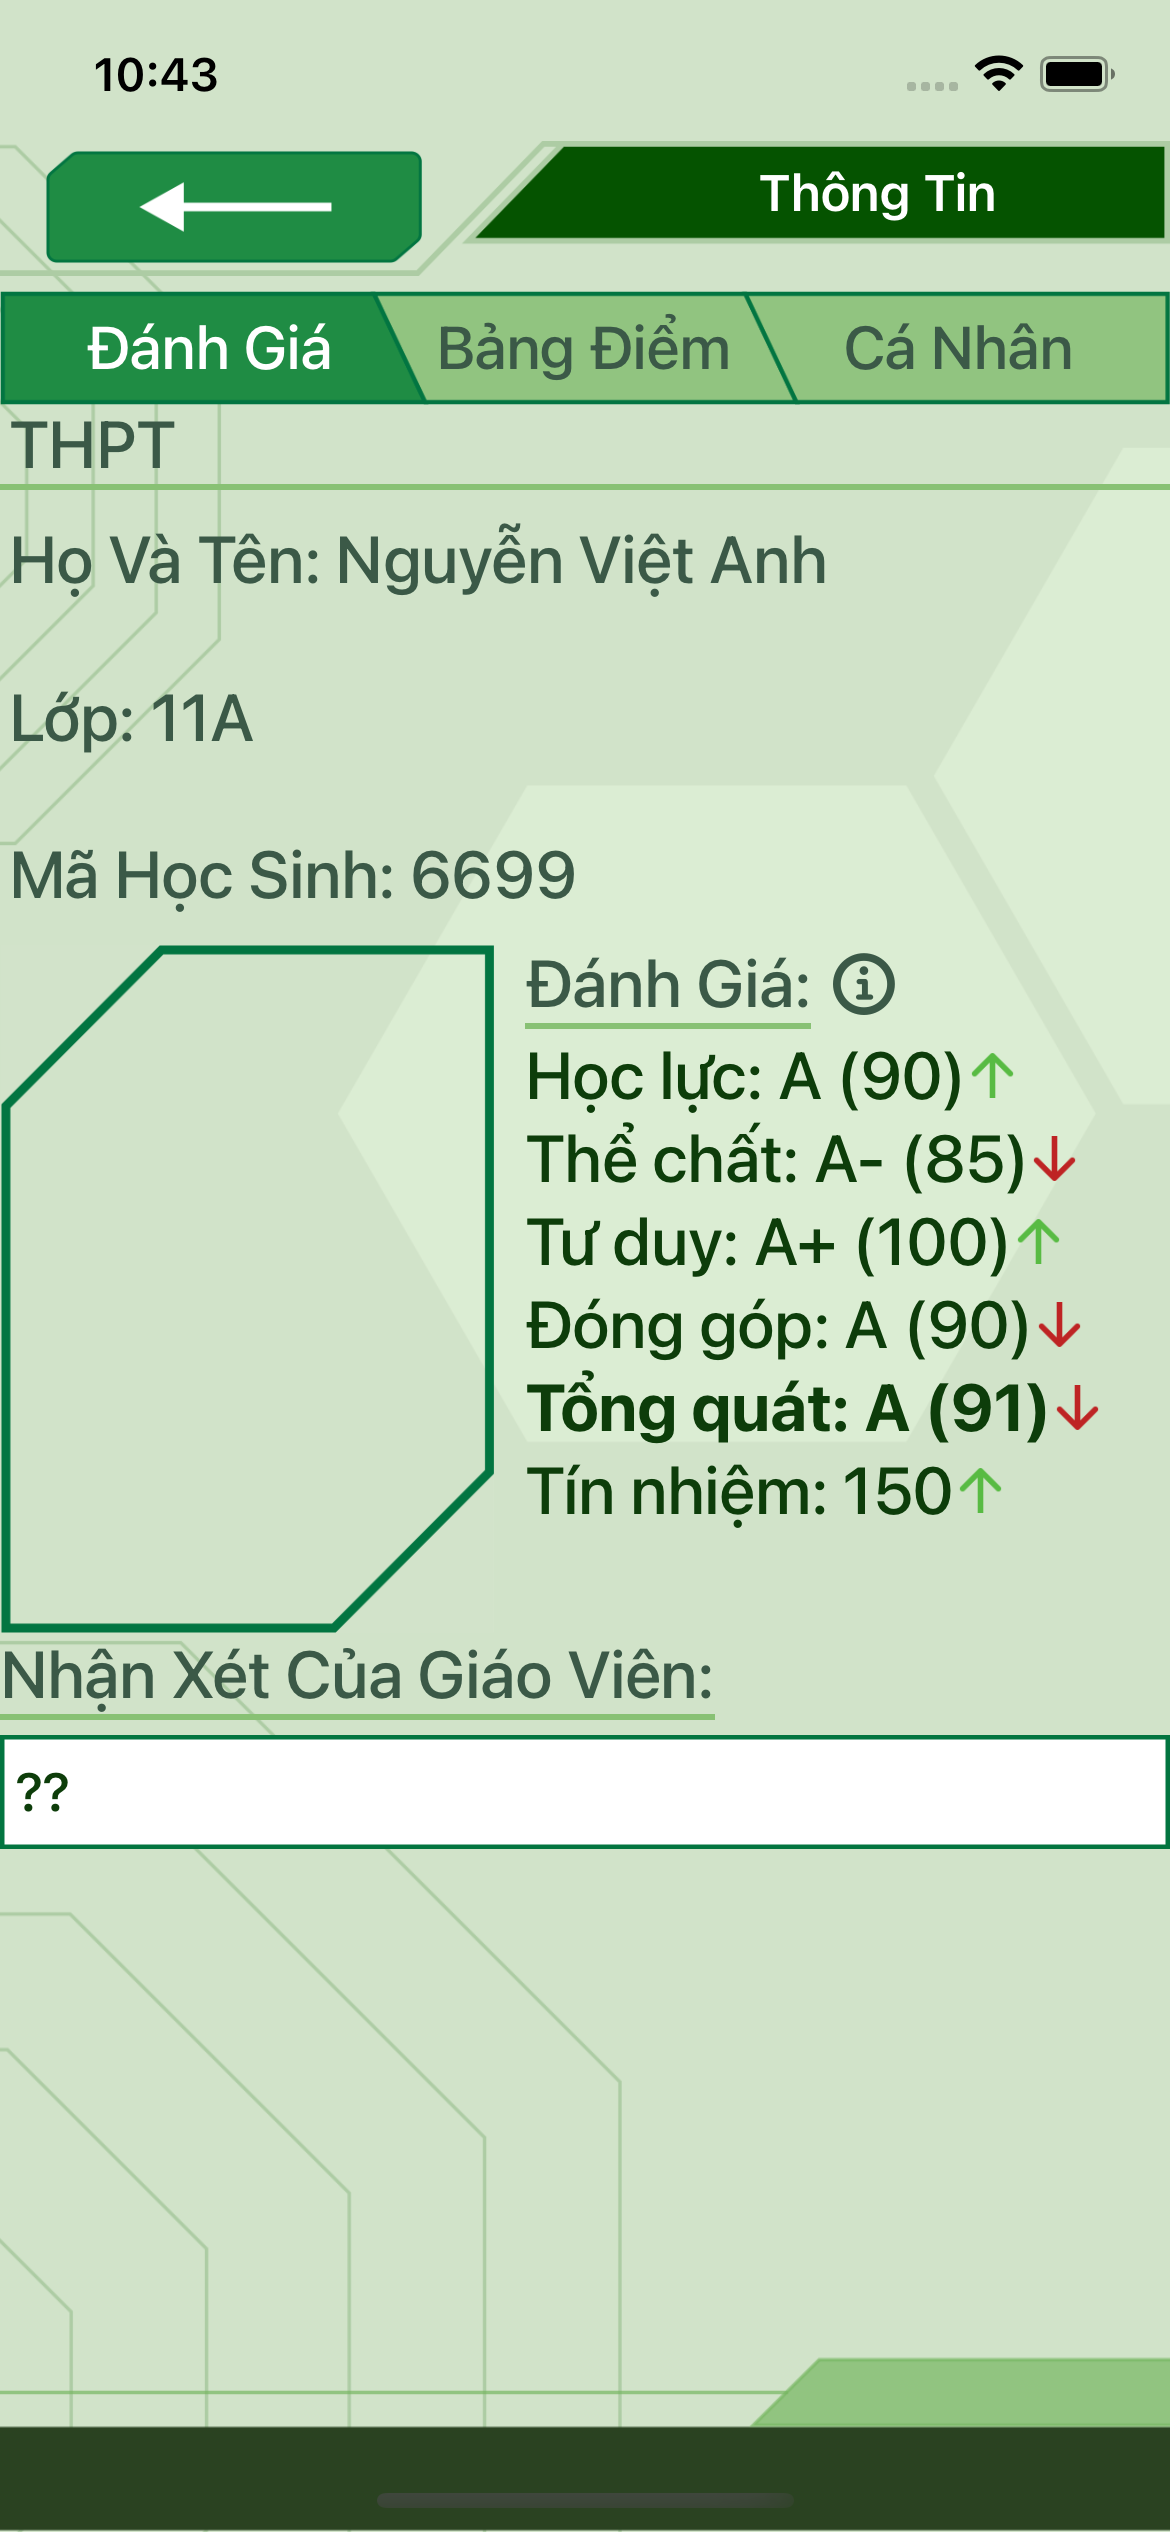 10:43
Thông Tin
Đánh Giá
Bảng Điểm
Cá Nhân
THPT
Họ Và Tên: Nguyễn Việt Anh
Lớp: 11A
Mã Học Sinh: 6699
Đánh Giá:
Học lực: A (90)↑
Thể chất: A- (85)↓
Tư duy: A+ (100)↑
Đóng góp: A (90)↓
Tổng quát: A (91)↓
Tín nhiệm: 150↑
Nhận Xét Của Giáo Viên:
??